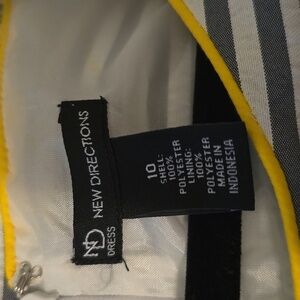 ND NEW DIRECTIONS
DRESS
10
SHELL:
100%
POLYESTER
LINING:
100%
POLYESTER
MADE IN
INDONESIA